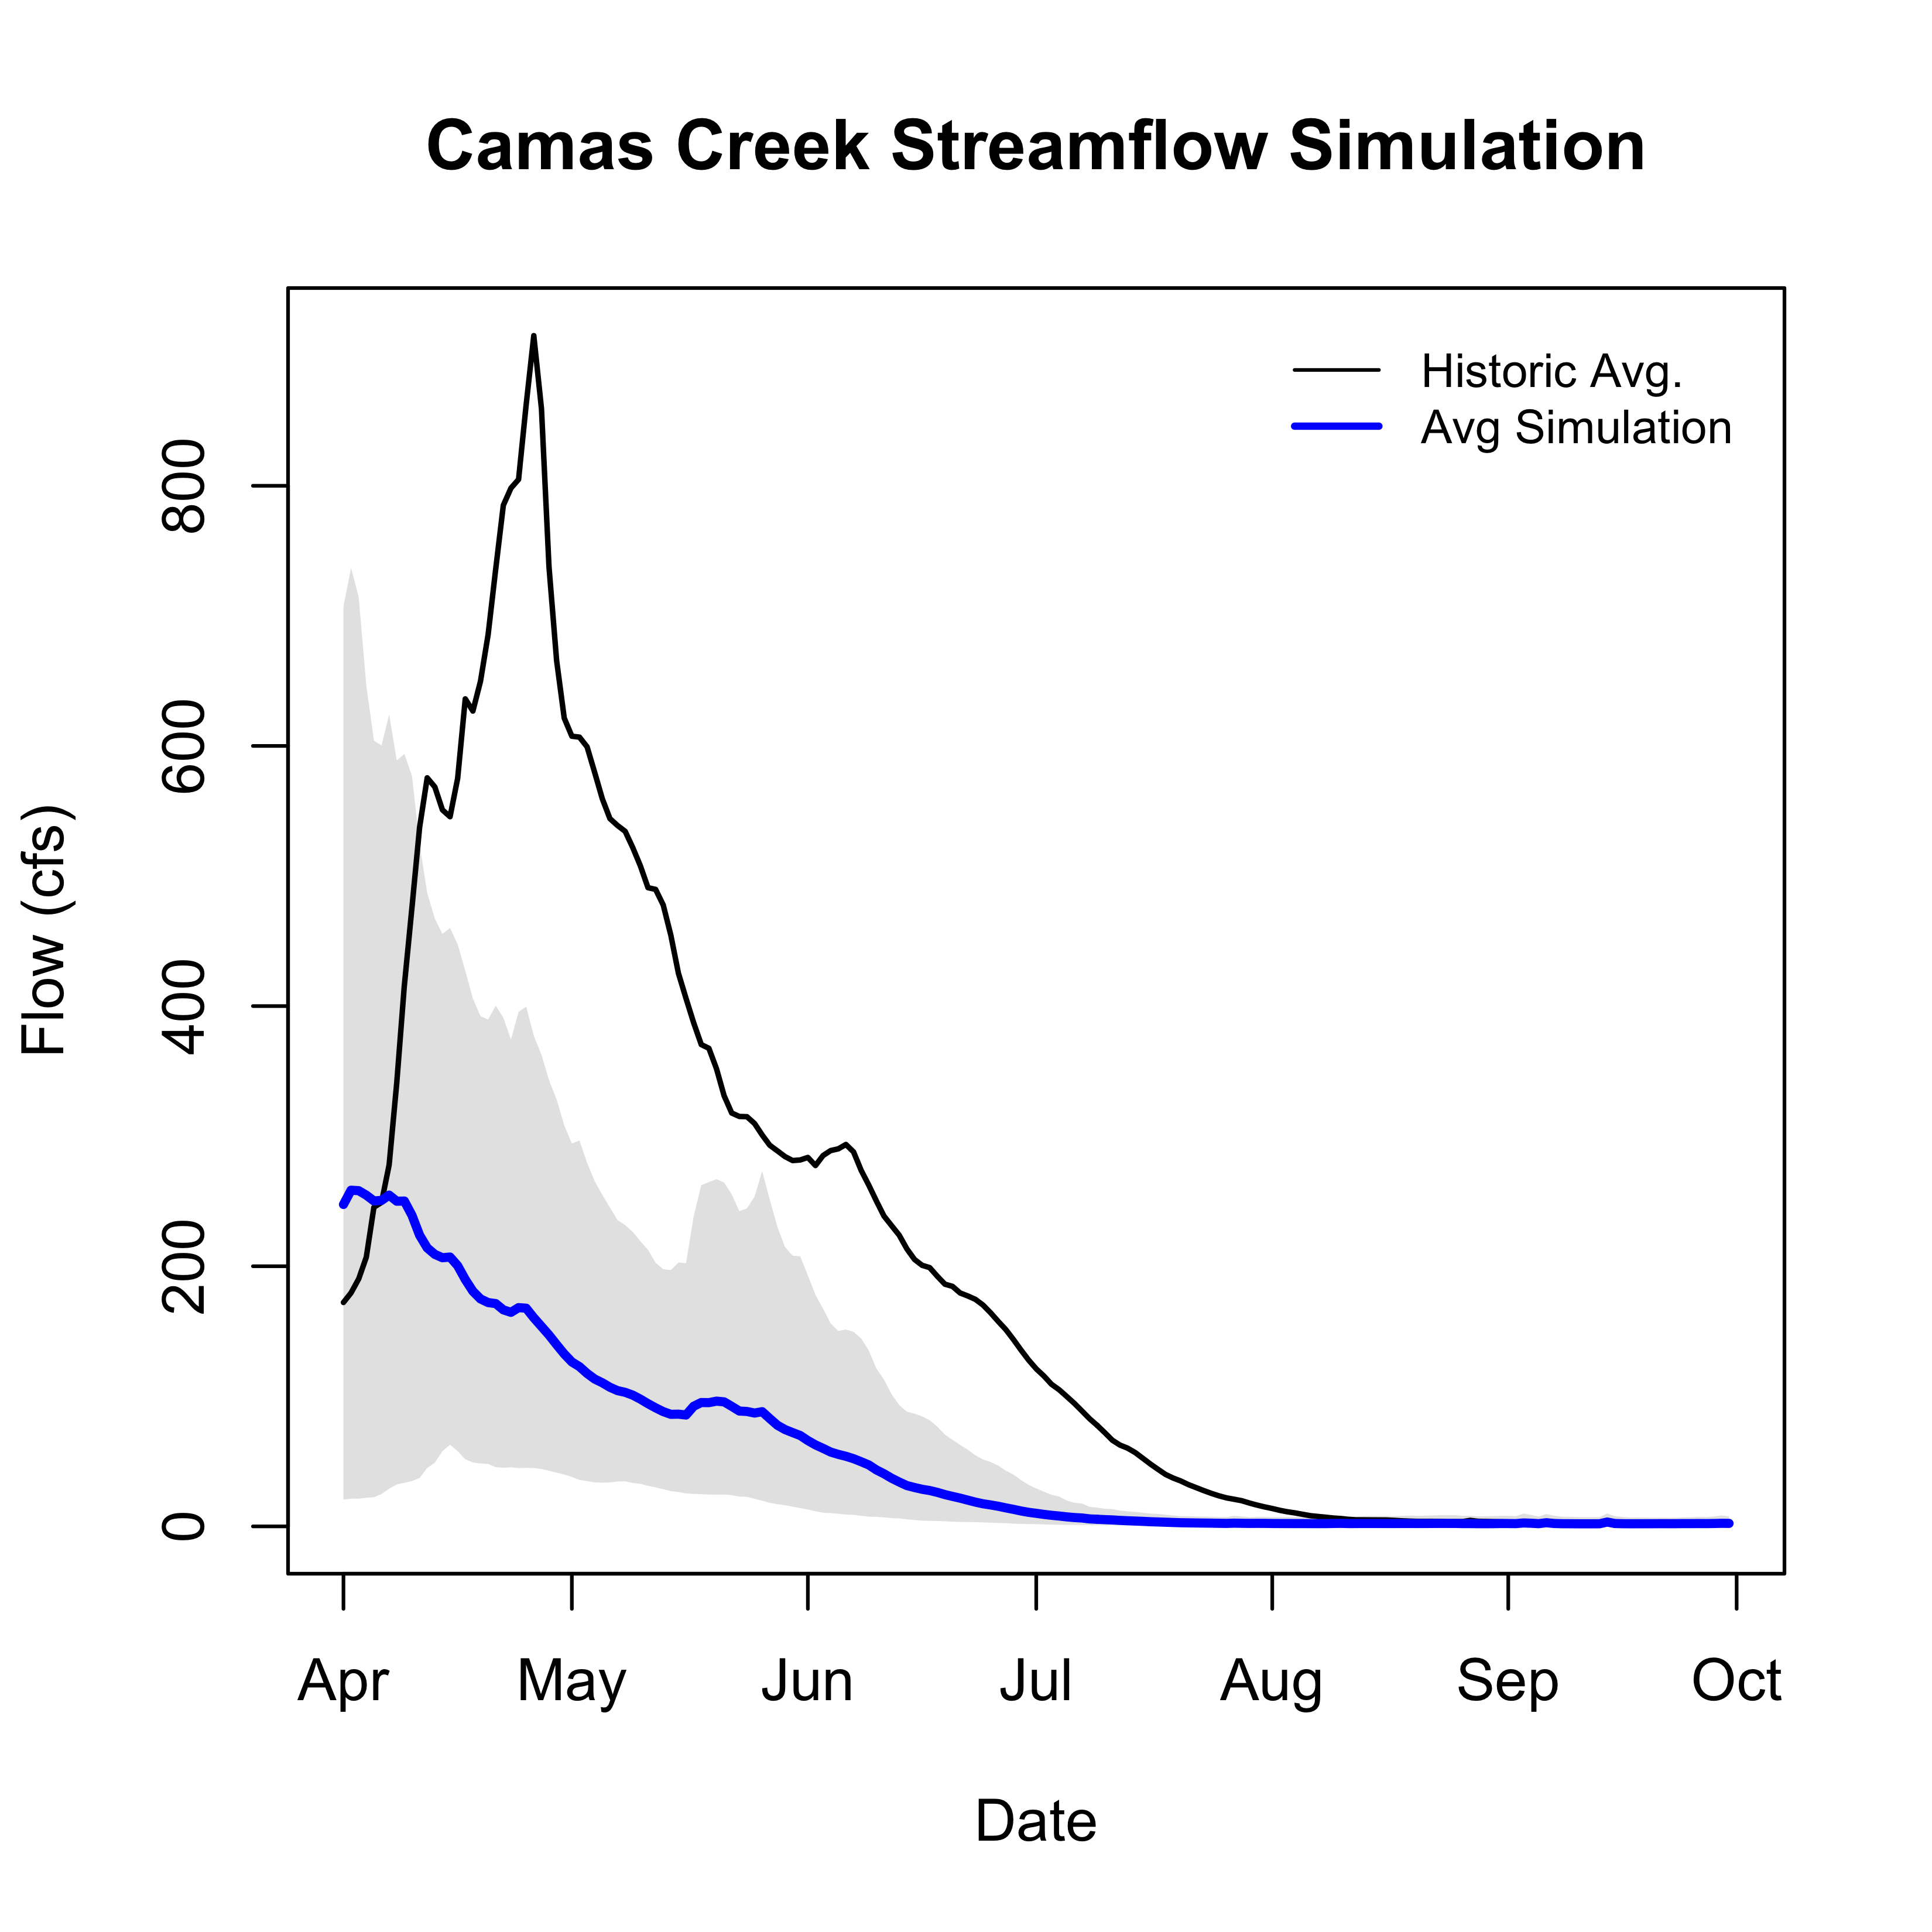 Camas Creek Streamflow Simulation
Historic Avg.
Avg Simulation
Flow (cfs)
800
600
400
200
0
Apr May Jun Jul Aug Sep Oct
Date